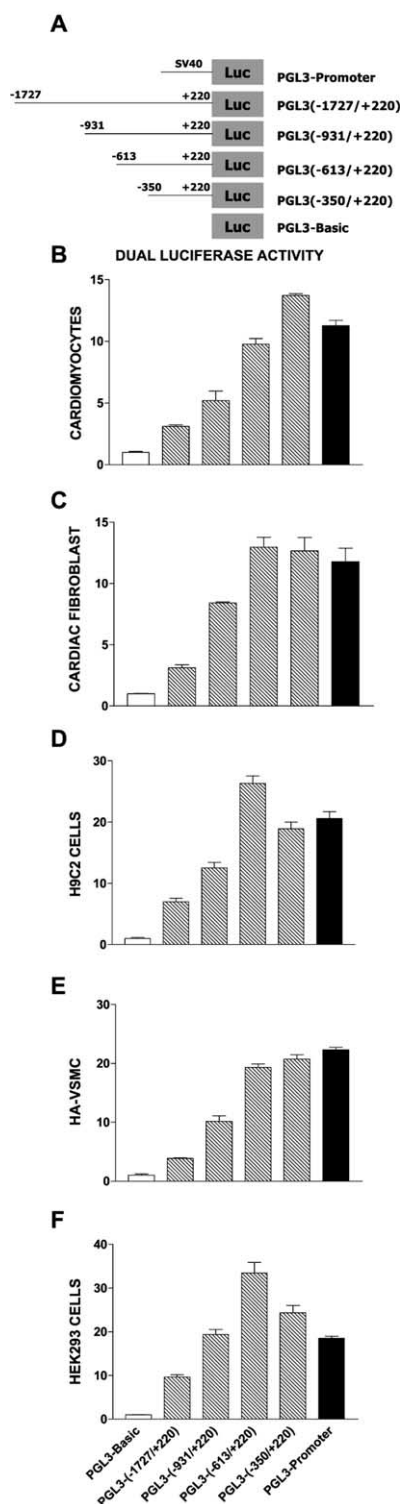 A
SV40
Luc PGL3-Promoter
-1727 +220
Luc PGL3(-1727/+220)
-931 +220
Luc PGL3(-931/+220)
-613 +220
Luc PGL3(-613/+220)
-350 +220
Luc PGL3(-350/+220)
Luc PGL3-Basic
B DUAL LUCIFERASE ACTIVITY
CARDIOMYOCYTES
15
10
5
0
C
CARDIAC FIBROBLAST
15
10
5
0
D
H9C2 CELLS
30
20
10
0
E
HA-VSMC
30
20
10
0
F
HEK293 CELLS
40
30
20
10
0
PGL3-Basic
PGL3-(-1727/+220)
PGL3-(-931/+220)
PGL3-(-613/+220)
PGL3-(-350/+220)
PGL3-Promoter